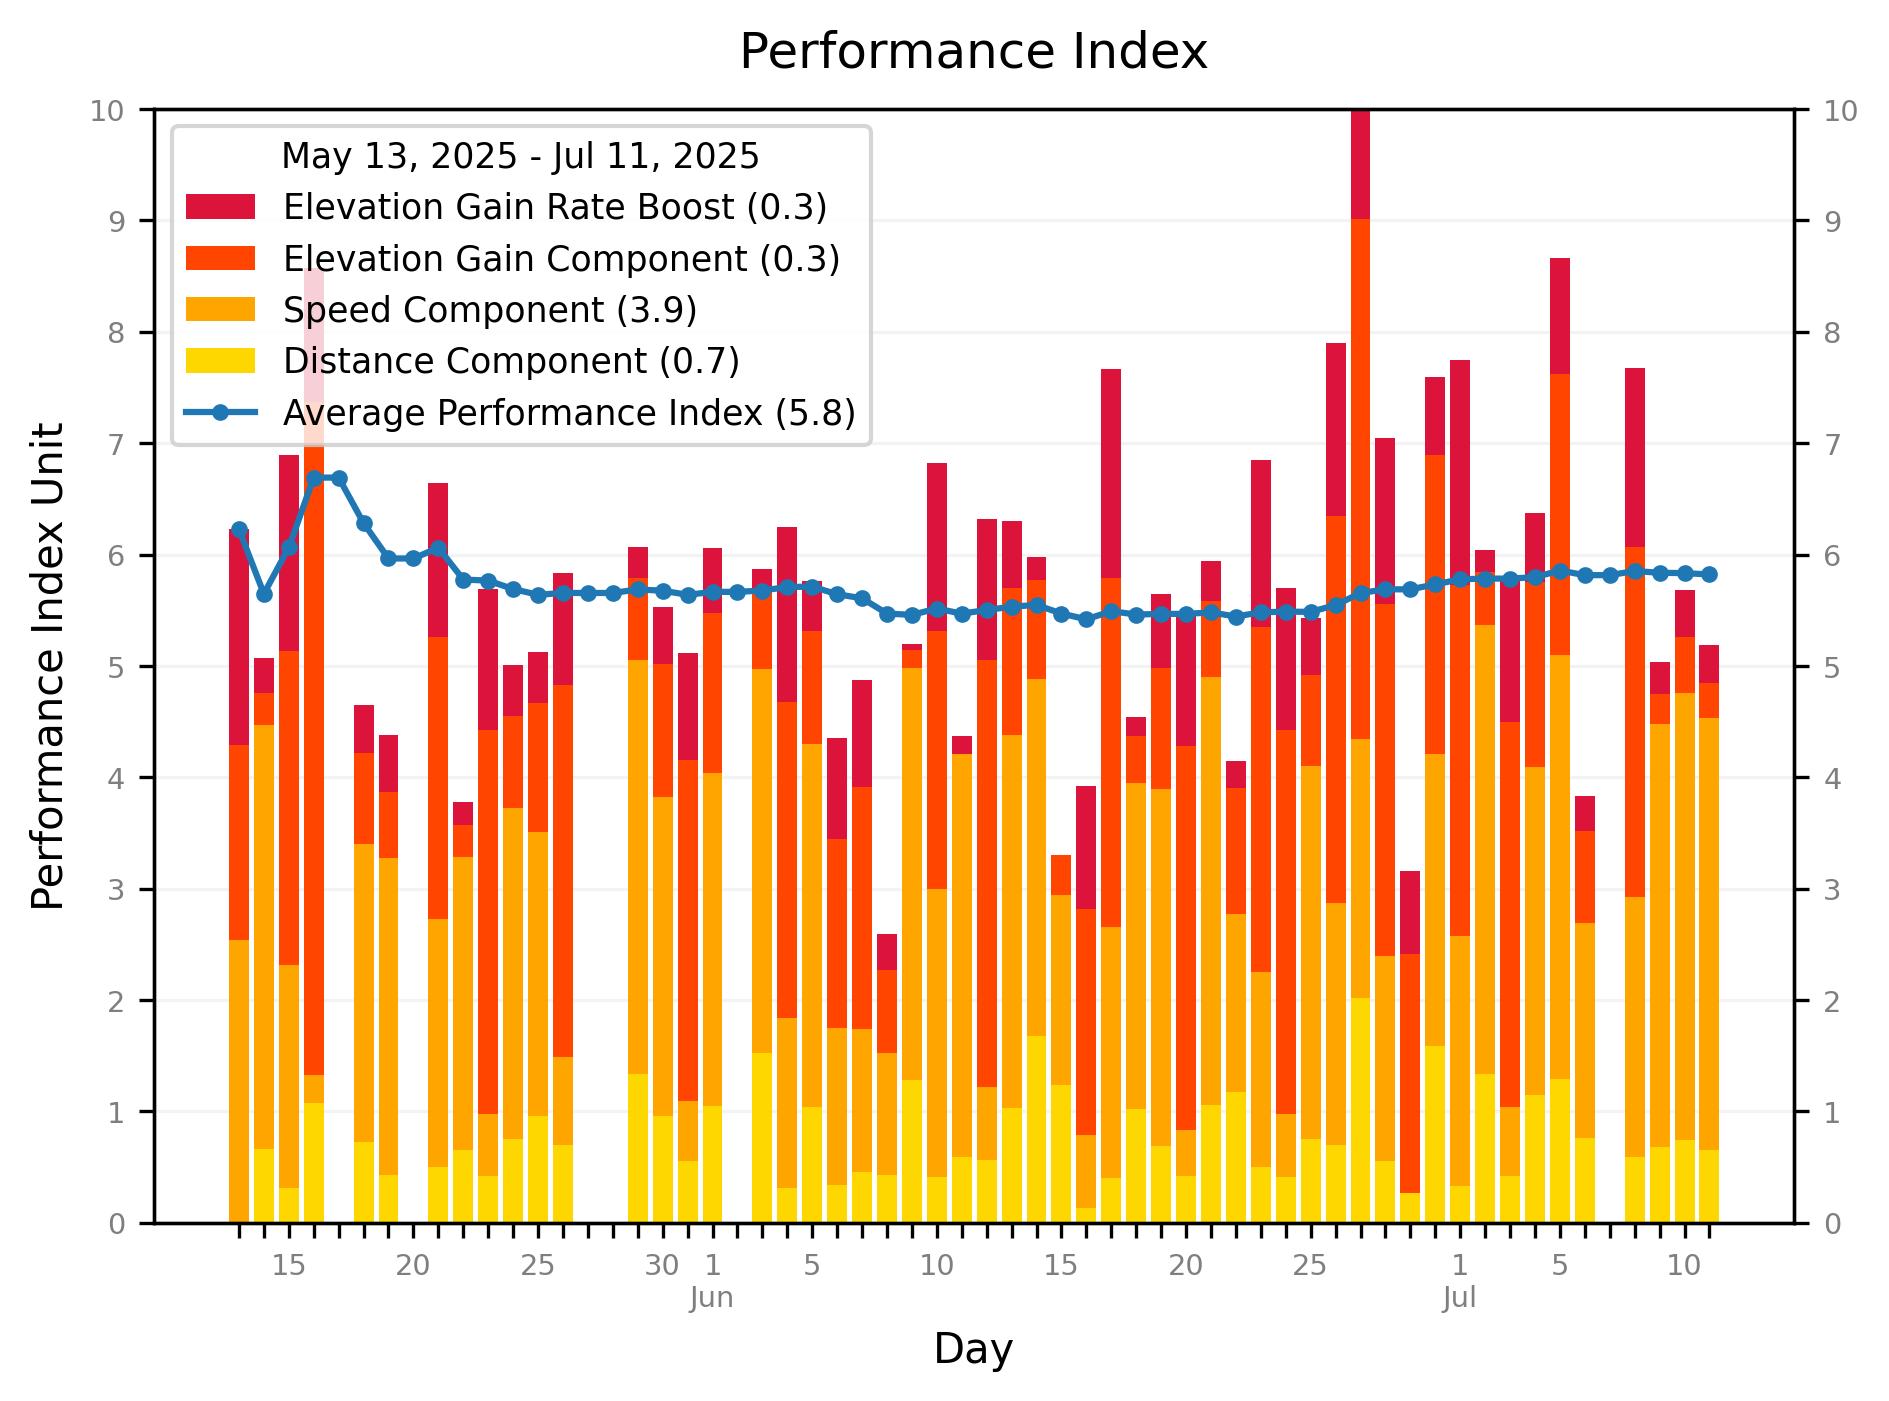 Performance Index
May 13, 2025 - Jul 11, 2025
Elevation Gain Rate Boost (0.3)
Elevation Gain Component (0.3)
Speed Component (3.9)
Distance Component (0.7)
Average Performance Index (5.8)
Performance Index Unit
10 10
9 9
8 8
7 7
6 6
5 5
4 4
3 3
2 2
1 1
0 0
15 20 25 30 1 5 10 15 20 25 1 5 10
Jun Jul
Day